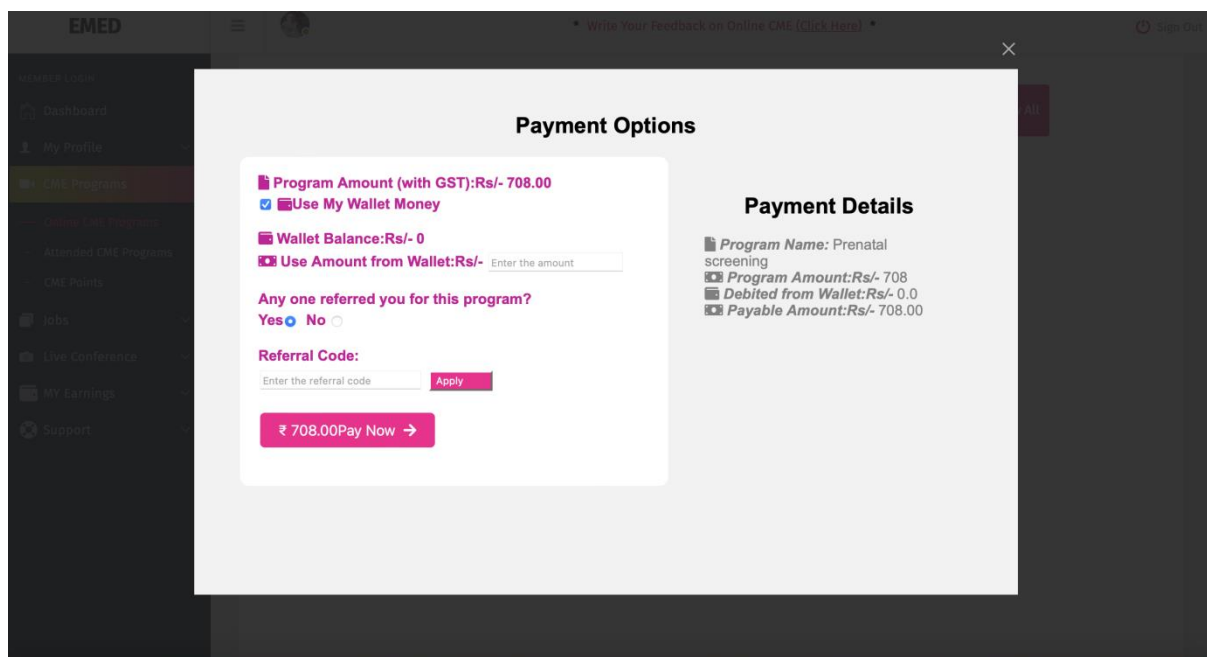 EMED
• Write Your Feedback on Online CME (Click Here) •
Sign Out
MEMBER LOGIN
Dashboard
My Profile
CME Programs
Online CME Programs
Attended CME Programs
CME Points
Jobs
Live Conference
MY Earnings
Support
All
Payment Options
Program Amount (with GST):Rs/- 708.00
Use My Wallet Money
Wallet Balance:Rs/- 0
Use Amount from Wallet:Rs/- Enter the amount
Any one referred you for this program?
Yes No
Referral Code:
Enter the referral code Apply
₹ 708.00Pay Now
Payment Details
Program Name: Prenatal
screening
Program Amount:Rs/- 708
Debited from Wallet:Rs/- 0.0
Payable Amount:Rs/- 708.00